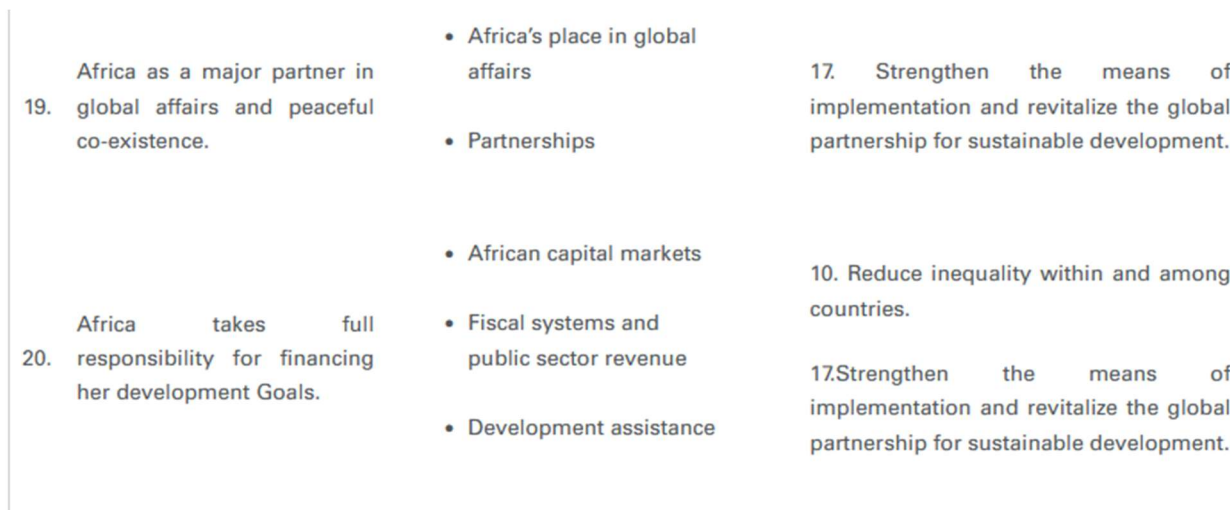 19.
Africa as a major partner in
global affairs and peaceful
co-existence.
• Africa's place in global
affairs
• Partnerships
17. Strengthen the means of
implementation and revitalize the global
partnership for sustainable development.
20.
Africa takes full
responsibility for financing
her development Goals.
• African capital markets
• Fiscal systems and
public sector revenue
• Development assistance
10. Reduce inequality within and among
countries.
17.Strengthen the means of
implementation and revitalize the global
partnership for sustainable development.